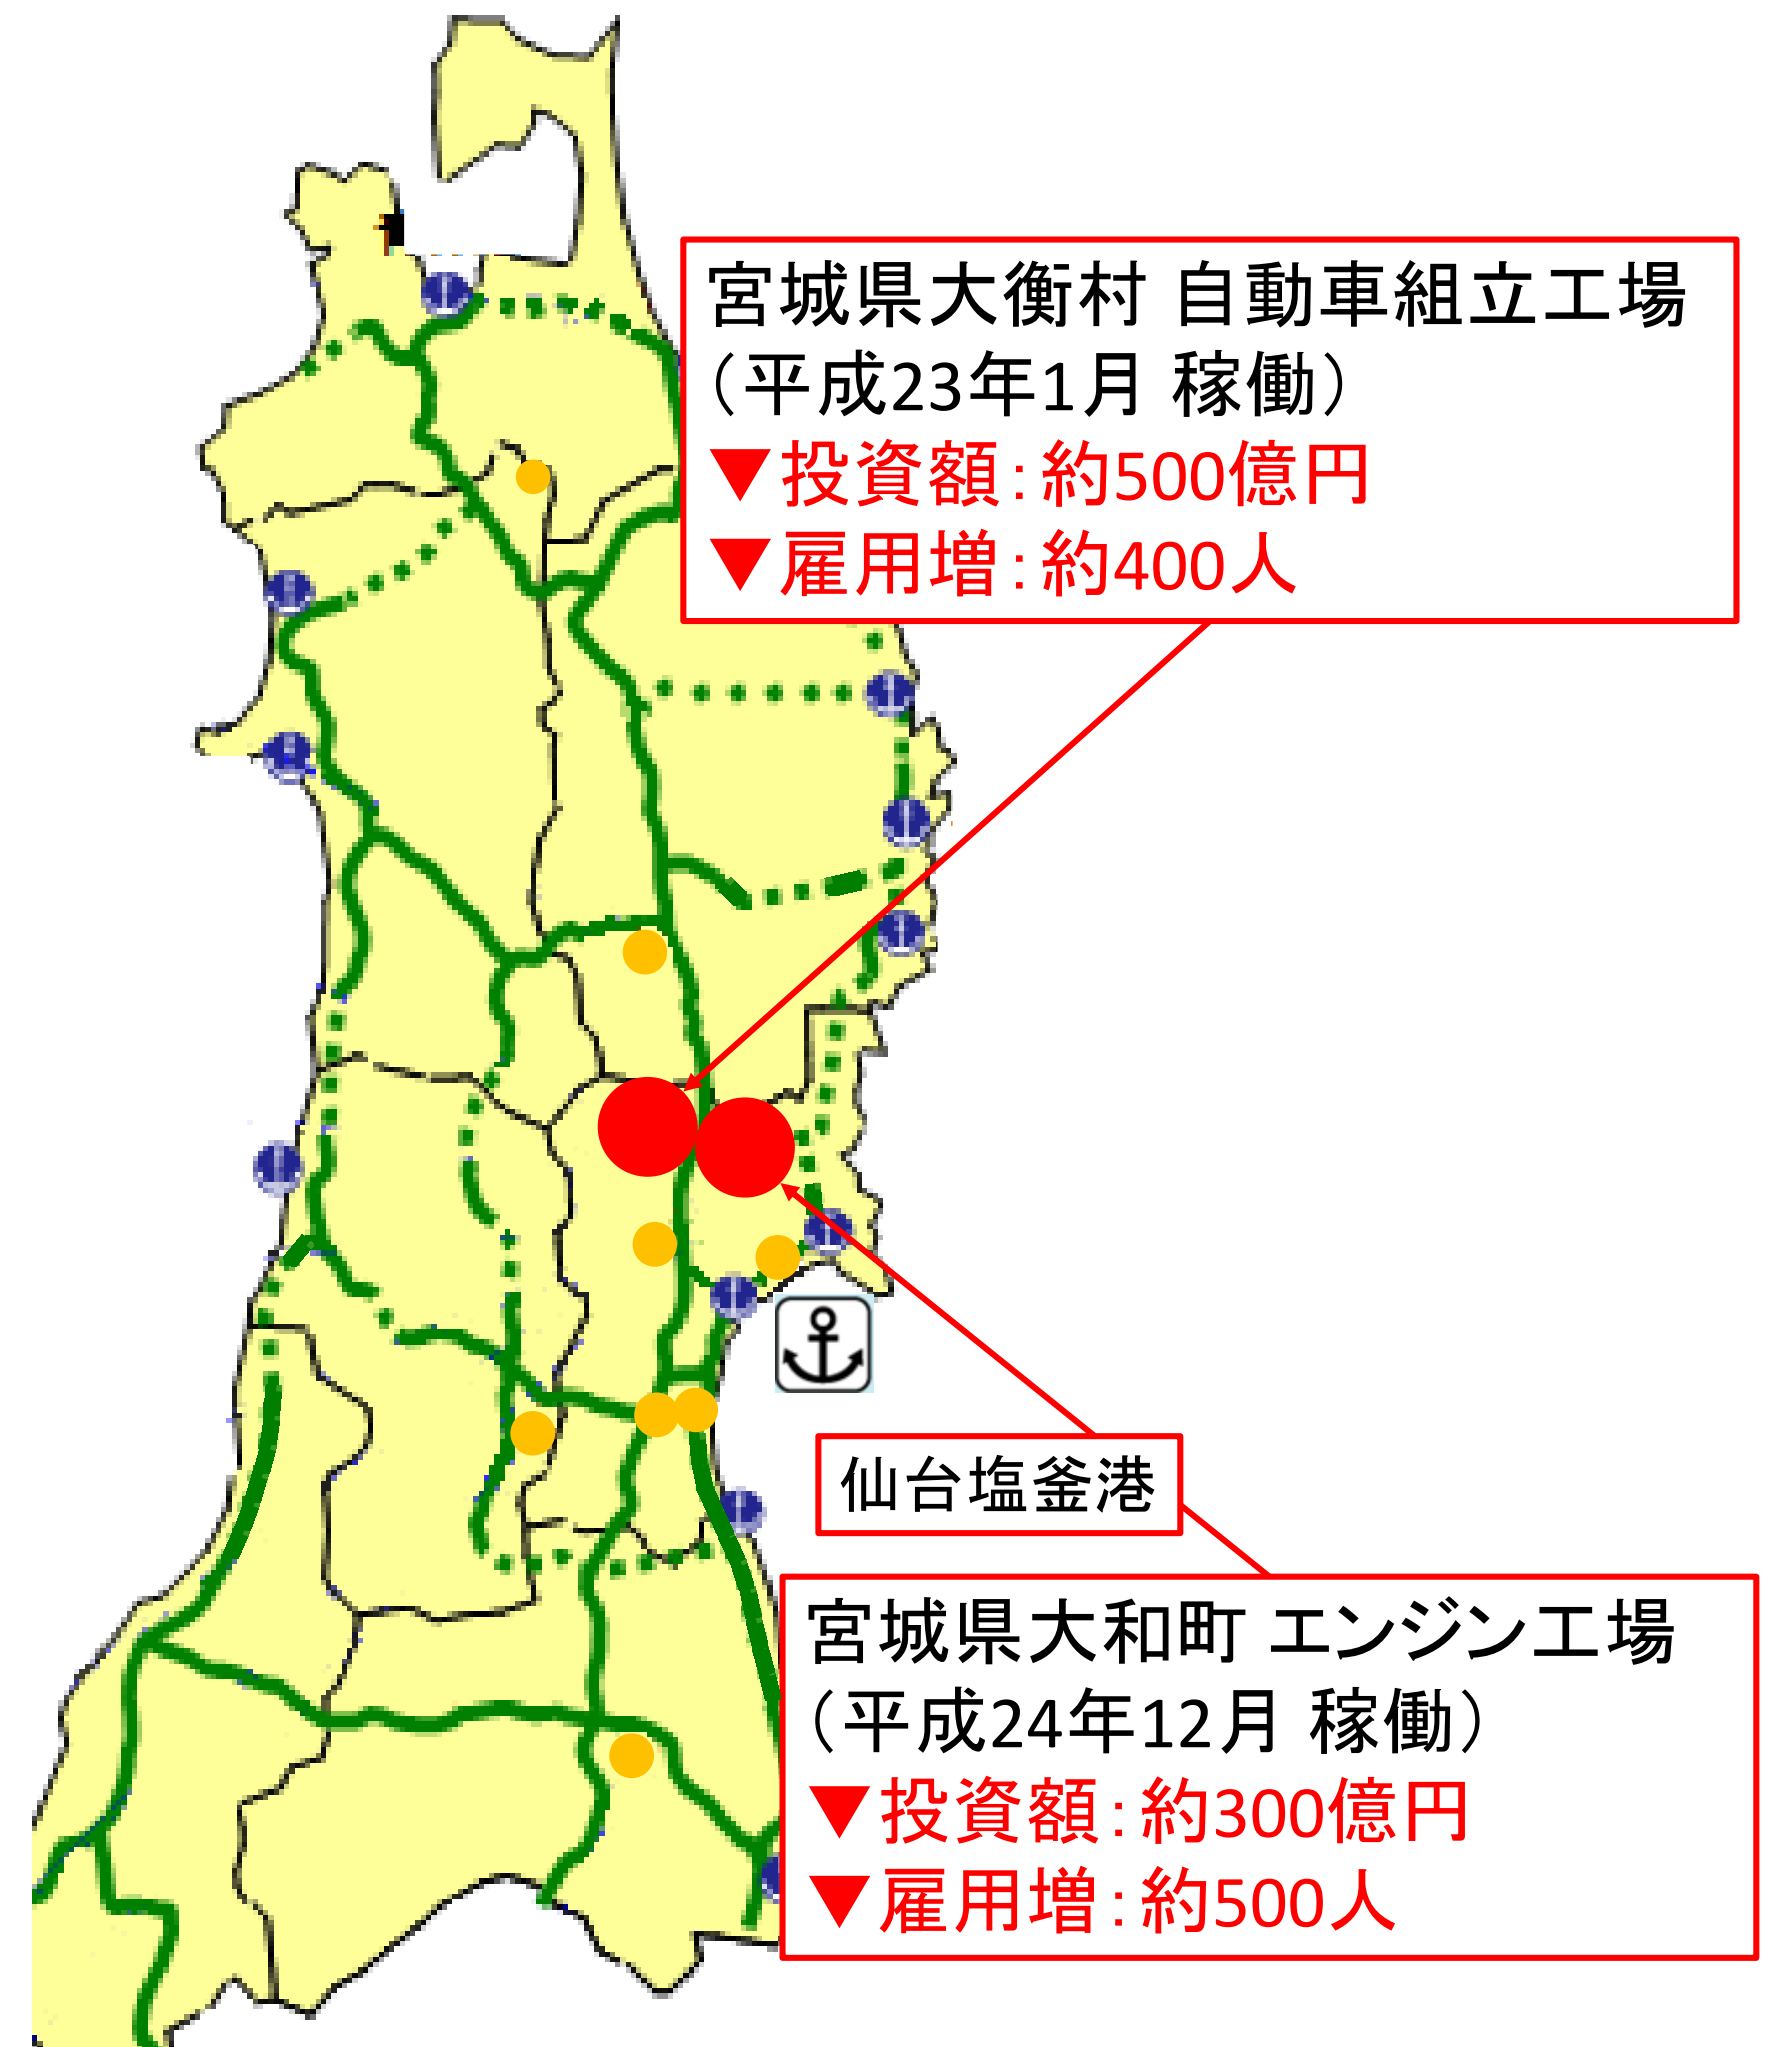 宮城県大衡村 自動車組立工場
（平成23年1月 稼働）
▼投資額：約500億円
▼雇用増：約400人
仙台塩釜港
宮城県大和町 エンジン工場
（平成24年12月 稼働）
▼投資額：約300億円
▼雇用増：約500人